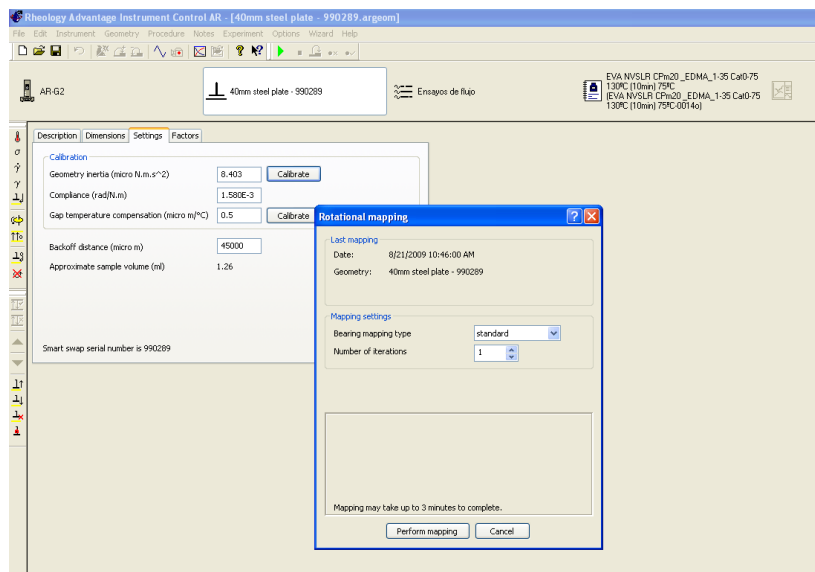 Rheology Advantage Instrument Control AR - [40mm steel plate - 990289.argeom]
File Edit Instrument Geometry Procedure Notes Experiment Options Wizard Help
AR-G2
40mm steel plate - 990289
Ensayos de flujo
EVA NVSLR CPm20 _EDMA_1-35 Cat0-75
130ºC (10min) 75ºC
(EVA NVSLR CPm20 _EDMA_1-35 Cat0-75
130ºC (10min) 75ºC-0014o)
Description Dimensions Settings Factors
Calibration
Geometry inertia (micro N.m.s^2) 8.403 Calibrate
Compliance (rad/N.m) 1.580E-3
Gap temperature compensation (micro m/°C) 0.5 Calibrate
Backoff distance (micro m) 45000
Approximate sample volume (ml) 1.26
Smart swap serial number is 990289
Rotational mapping
Last mapping
Date: 8/21/2009 10:46:00 AM
Geometry: 40mm steel plate - 990289
Mapping settings
Bearing mapping type standard
Number of iterations 1
Mapping may take up to 3 minutes to complete.
Perform mapping Cancel